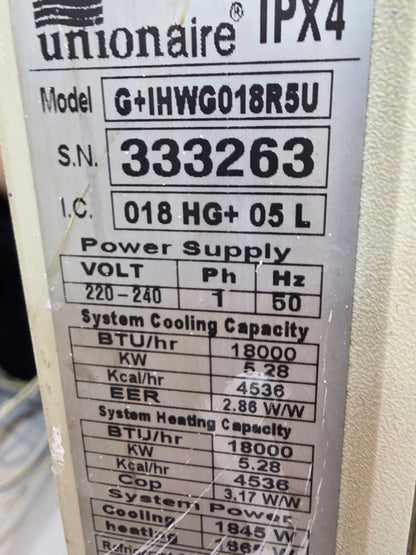 unionaire® IPX4
Model G+IHWG018R5U
S.N. 333263
I.C. 018 HG+ 05 L
Power Supply
VOLT Ph Hz
220-240 1 50
System Cooling Capacity
BTU/hr 18000
KW 5.28
Kcal/hr 4536
EER 2.86 W/W
System Heating Capacity
BTU/hr 18000
KW 5.28
Kcal/hr 4536
Cop 3.17 W/W
System Power
Cooling 1845 W
heating